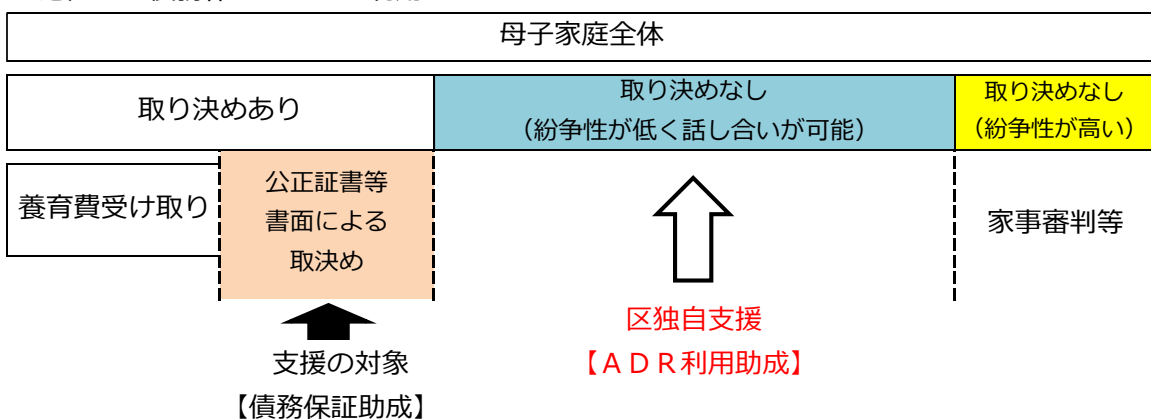 母子家庭全体
取り決めあり
取り決めなし
（紛争性が低く話し合いが可能）
取り決めなし
（紛争性が高い）
養育費受け取り
公正証書等
書面による
取決め
家事審判等
区独自支援
【ＡＤＲ利用助成】
支援の対象
【債務保証助成】